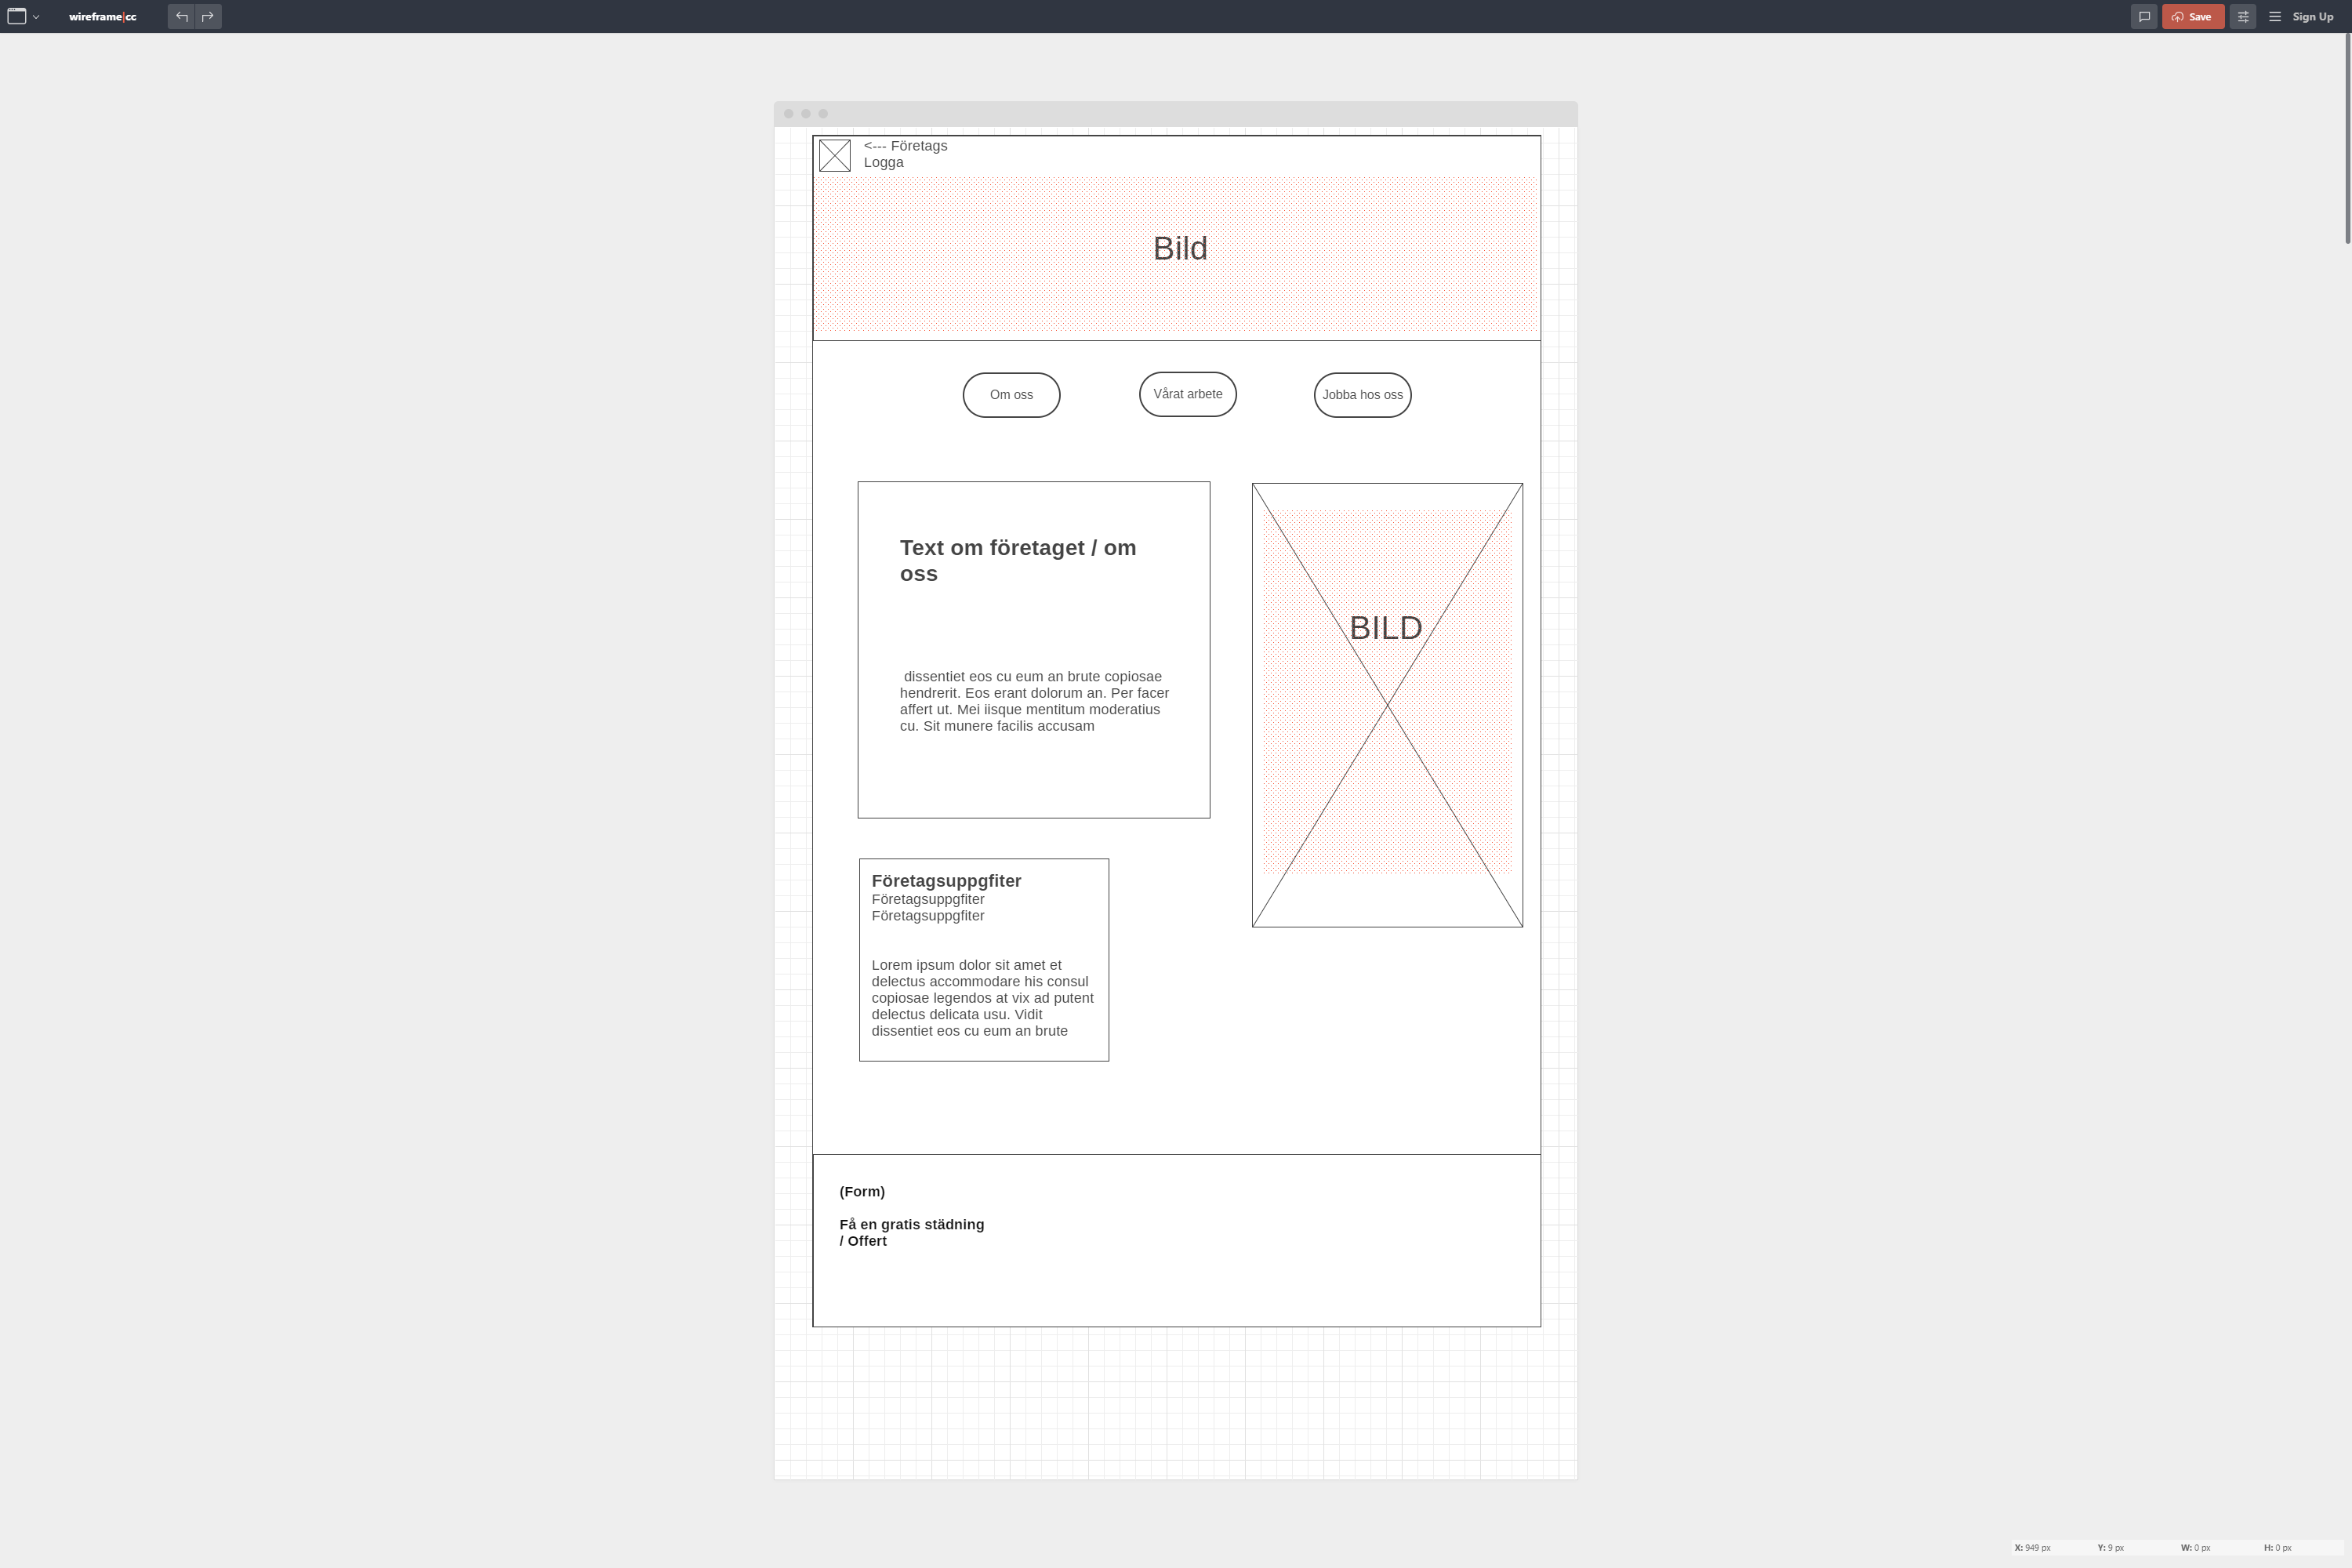 wireframe|cc
Save
Sign Up
<--- Företags
Logga
Bild
Om oss
Vårat arbete
Jobba hos oss
Text om företaget / om
oss
BILD
dissentiet eos cu eum an brute copiosae
hendrerit. Eos erant dolorum an. Per facer
affert ut. Mei iisque mentitum moderatius
cu. Sit munere facilis accusam
Företagsuppgfiter
Företagsuppgfiter
Företagsuppgfiter
Lorem ipsum dolor sit amet et
delectus accommodare his consul
copiosae legendos at vix ad putent
delectus delicata usu. Vidit
dissentiet eos cu eum an brute
(Form)
Få en gratis städning
/ Offert
X: 949 px Y: 9 px W: 0 px H: 0 px